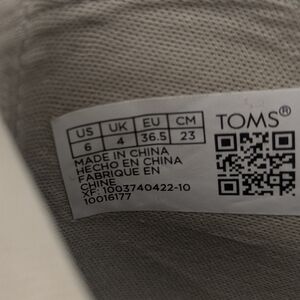 US UK EU CM
6 4 36.5 23
TOMS®
MADE IN CHINA
HECHO EN CHINA
FABRIQUE EN
CHINE
XF: 1003740422-10
10016177